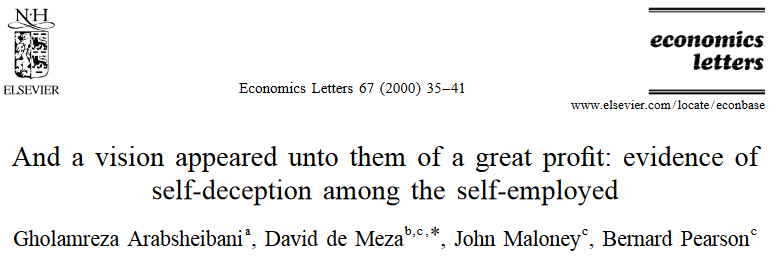 N·H
ELSEVIER
Economics Letters 67 (2000) 35–41
economics
letters
www.elsevier.com/locate/econbase
And a vision appeared unto them of a great profit: evidence of
self-deception among the self-employed
Gholamreza Arabsheibani^a, David de Meza^b,c,*, John Maloney^c, Bernard Pearson^c